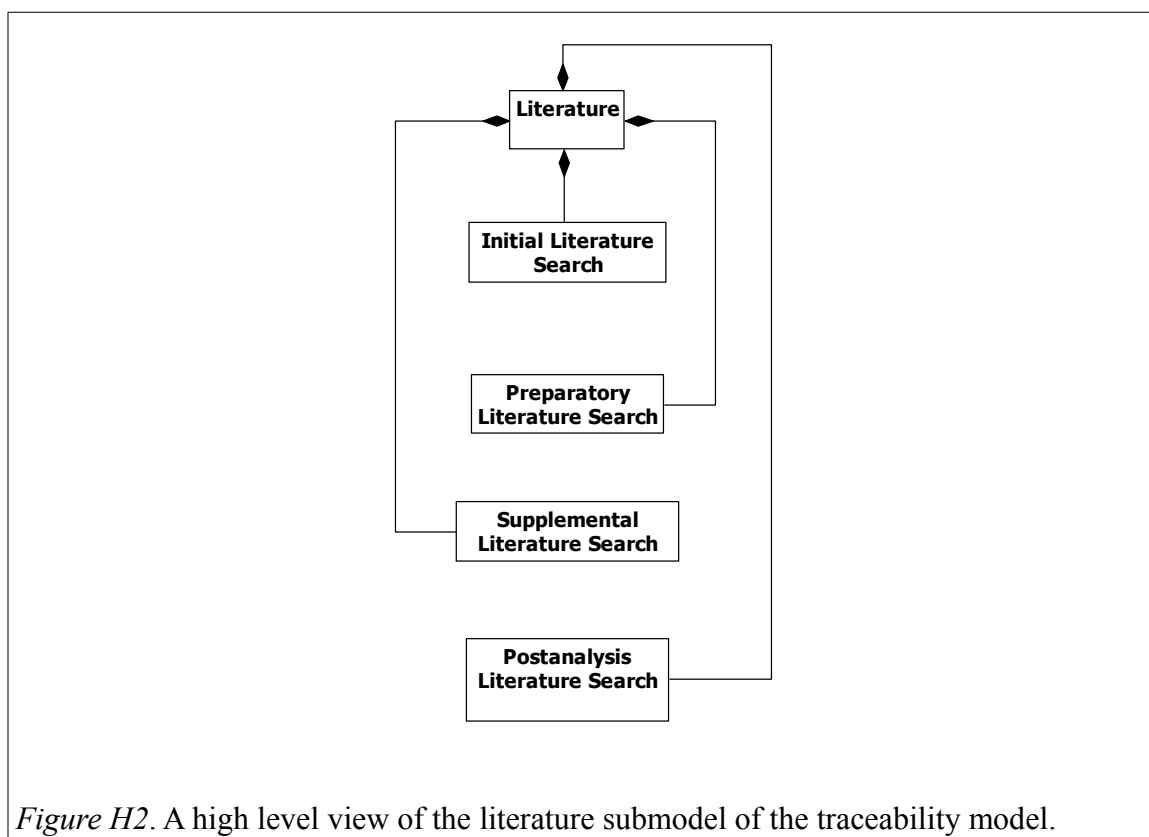 Literature
Initial Literature
Search
Preparatory
Literature Search
Supplemental
Literature Search
Postanalysis
Literature Search
Figure H2. A high level view of the literature submodel of the traceability model.